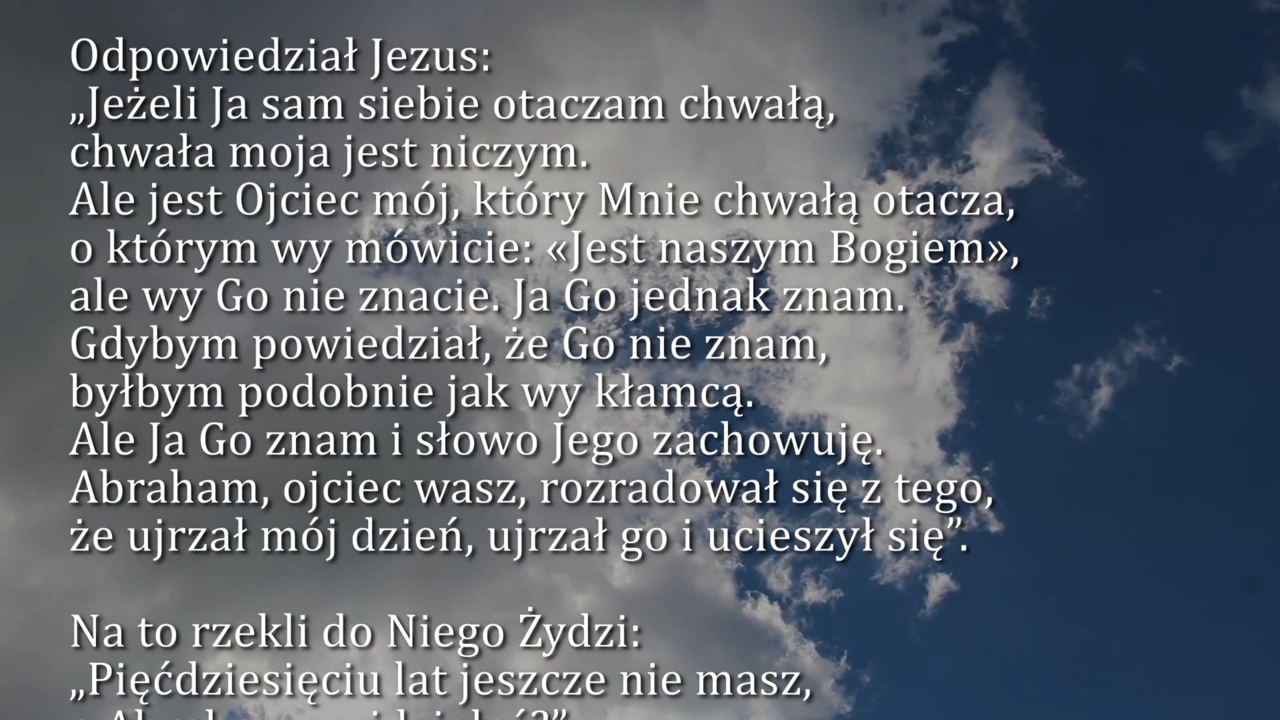 Odpowiedział Jezus:
„Jeżeli Ja sam siebie otaczam chwałą,
chwała moja jest niczym.
Ale jest Ojciec mój, który Mnie chwałą otacza,
o którym wy mówicie: «Jest naszym Bogiem»,
ale wy Go nie znacie. Ja Go jednak znam.
Gdybym powiedział, że Go nie znam,
byłbym podobnie jak wy kłamcą.
Ale Ja Go znam i słowo Jego zachowuję.
Abraham, ojciec wasz, rozradował się z tego,
że ujrzał mój dzień, ujrzał go i ucieszył się”.
Na to rzekli do Niego Żydzi:
„Pięćdziesięciu lat jeszcze nie masz,